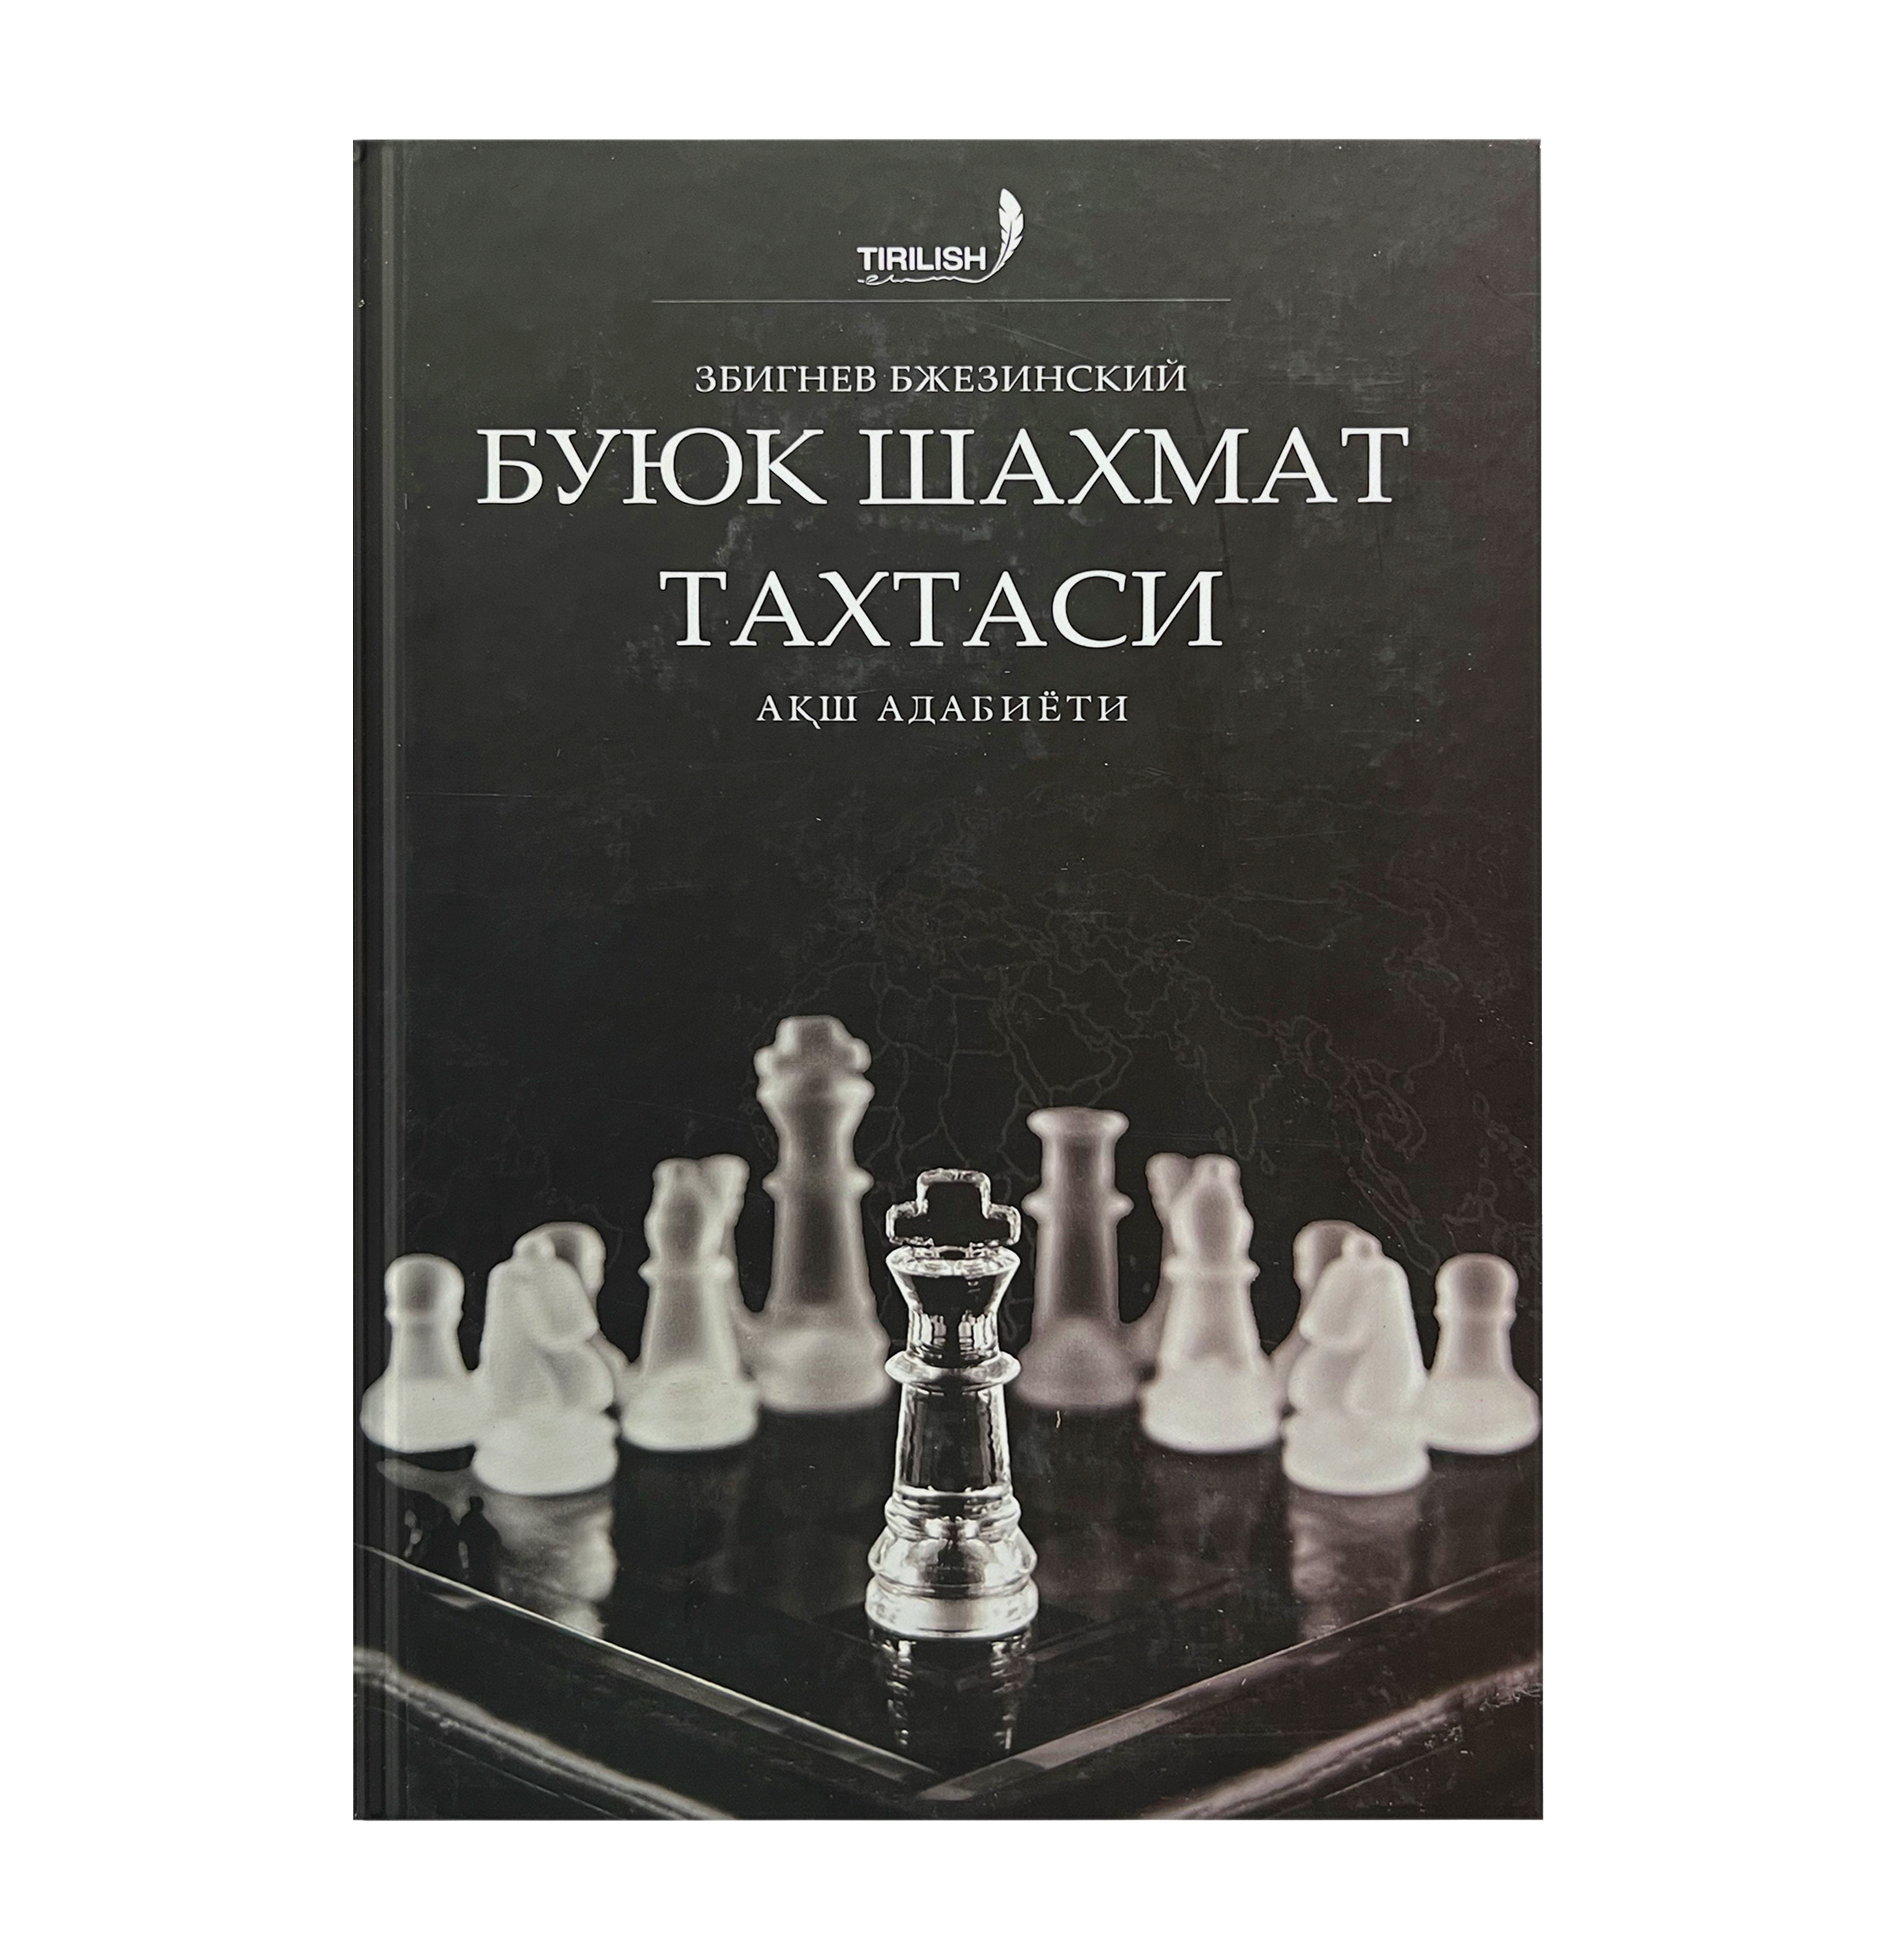 TIRILISH
ЗБИГНЕВ БЖЕЗИНСКИЙ
БУЮК ШАХМАТ
ТАХТАСИ
АҚШ АДАБИЁТИ